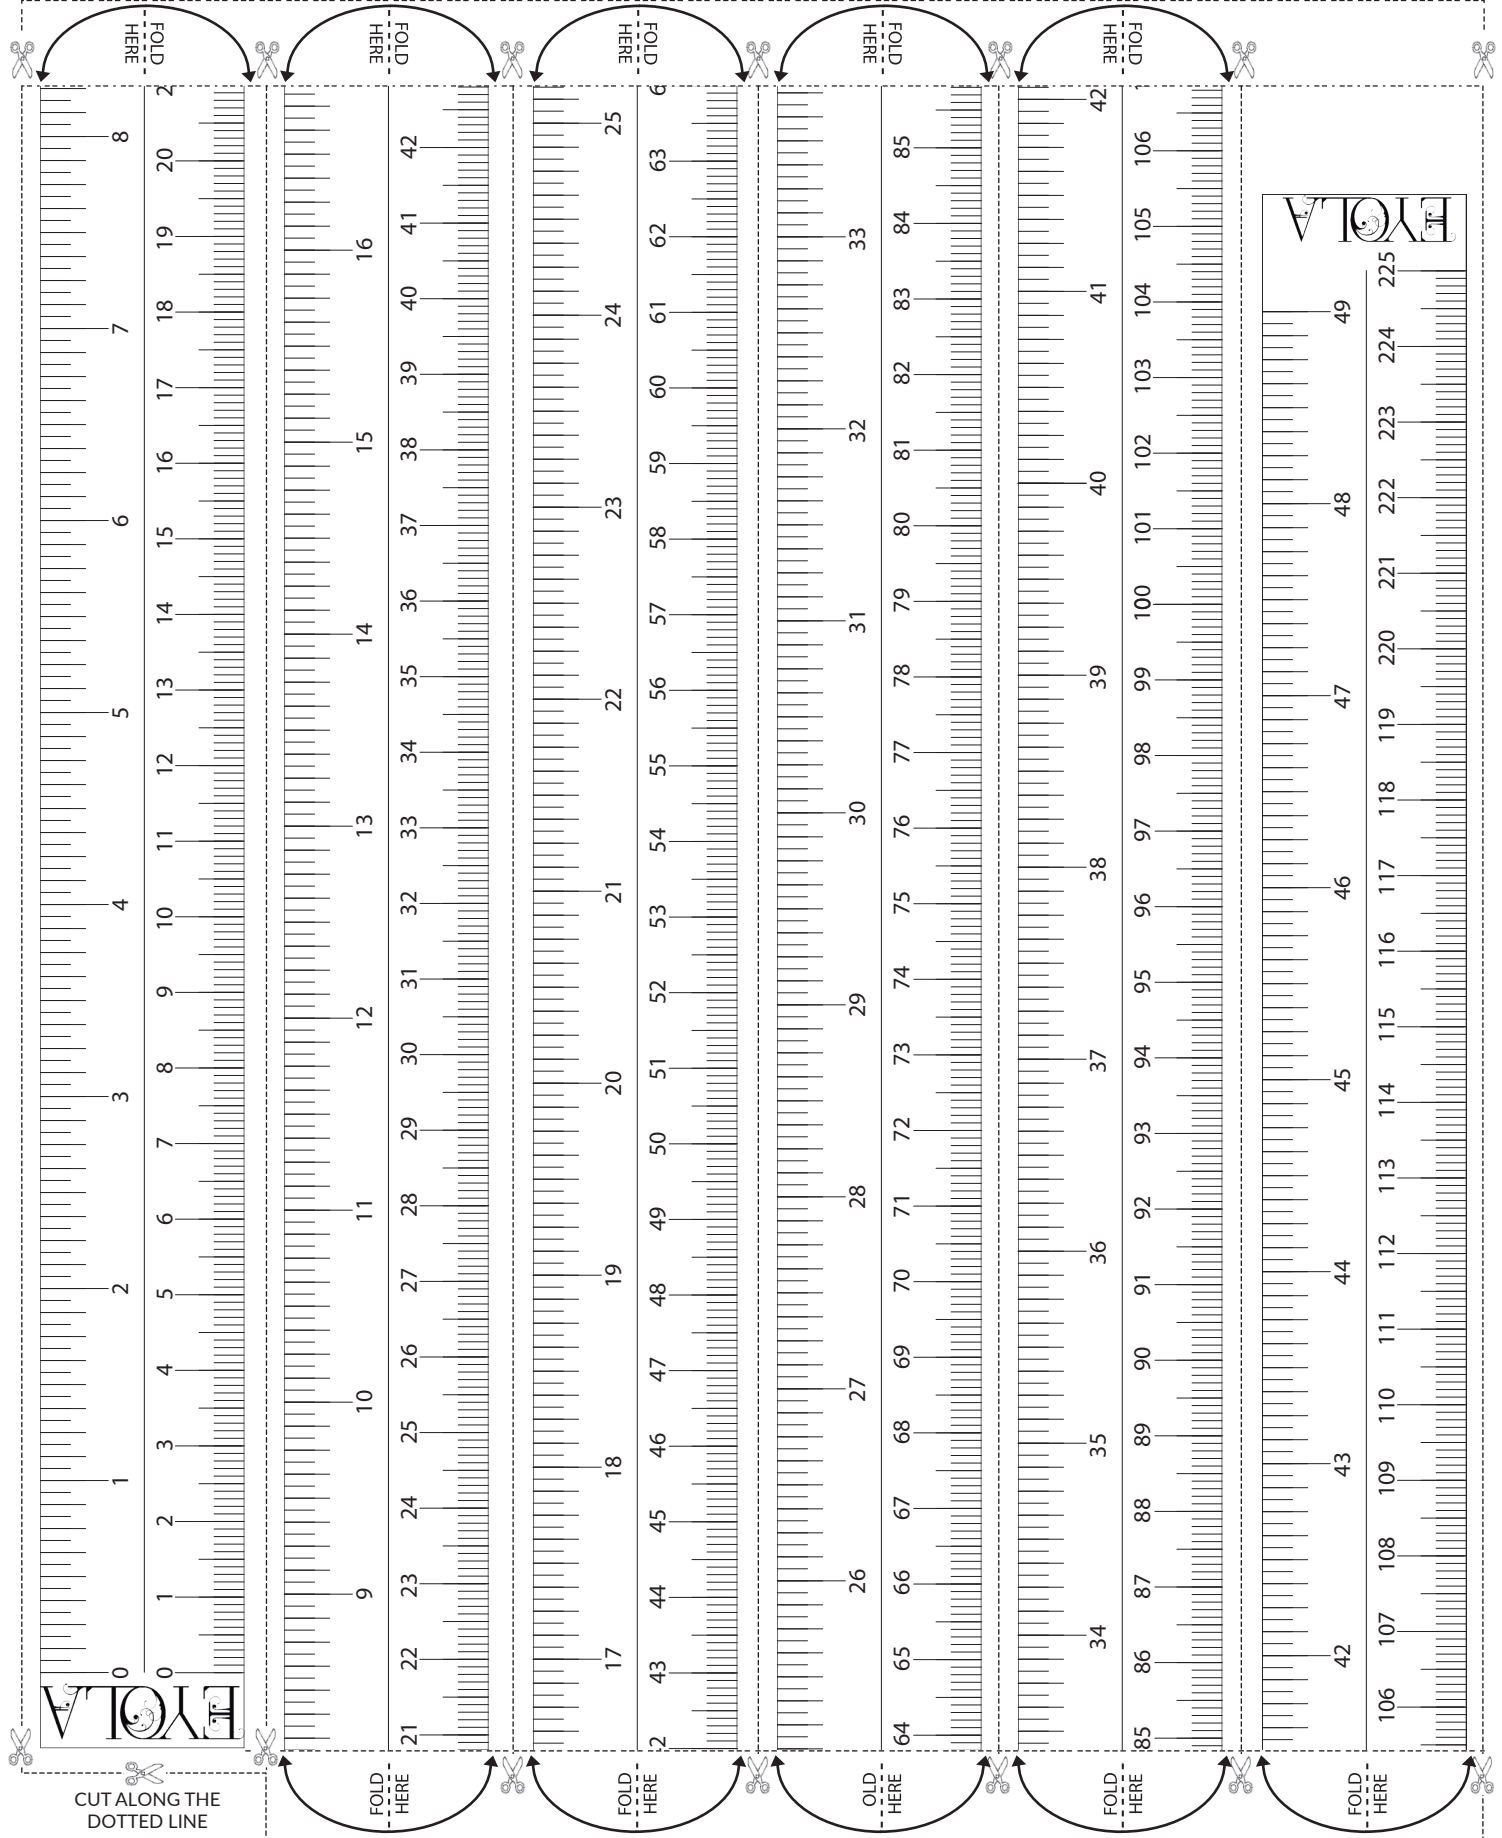 FOLD
HERE
FOLD
HERE
FOLD
HERE
FOLD
HERE
FOLD
HERE
EYOLA
0 1 2 3 4 5 6 7 8
0 1 2 3 4 5 6 7 8 9 10 11 12 13 14 15 16 17 18 19 20 2
9 10 11 12 13 14 15 16
21 22 23 24 25 26 27 28 29 30 31 32 33 34 35 36 37 38 39 40 41 42
17 18 19 20 21 22 23 24 25
2 43 44 45 46 47 48 49 50 51 52 53 54 55 56 57 58 59 60 61 62 63 6
26 27 28 29 30 31 32 33
64 65 66 67 68 69 70 71 72 73 74 75 76 77 78 79 80 81 82 83 84 85
34 35 36 37 38 39 40 41 42
85 86 87 88 89 90 91 92 93 94 95 96 97 98 99 100 101 102 103 104 105 106
42 43 44 45 46 47 48 49
106 107 108 109 110 111 112 113 114 115 116 117 118 119 220 221 222 223 224 225
EYOLA
CUT ALONG THE
DOTTED LINE
FOLD
HERE
FOLD
HERE
OLD
HERE
FOLD
HERE
FOLD
HERE